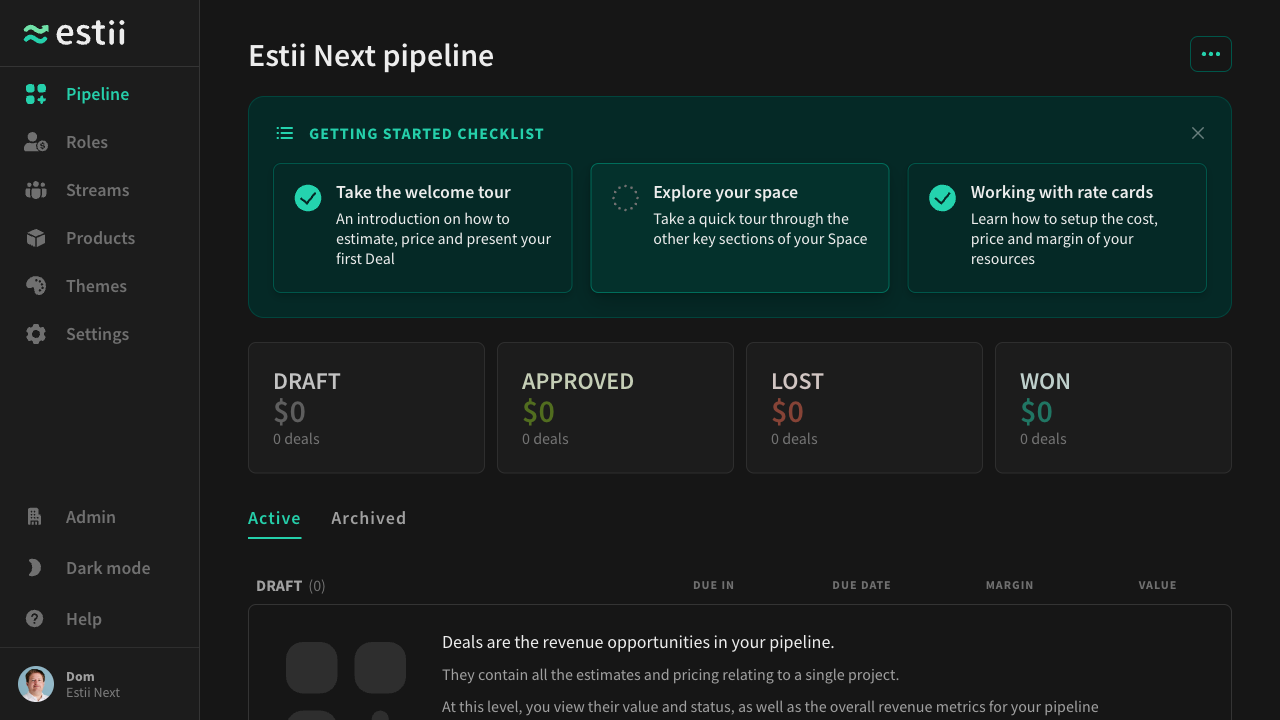 estii
Pipeline
Roles
Streams
Products
Themes
Settings
Admin
Dark mode
Help
Dom
Estii Next
Estii Next pipeline
GETTING STARTED CHECKLIST
Take the welcome tour
An introduction on how to
estimate, price and present your
first Deal
Explore your space
Take a quick tour through the
other key sections of your Space
Working with rate cards
Learn how to setup the cost,
price and margin of your
resources
DRAFT
$0
0 deals
APPROVED
$0
0 deals
LOST
$0
0 deals
WON
$0
0 deals
Active
Archived
DRAFT (0)
DUE IN
DUE DATE
MARGIN
VALUE
Deals are the revenue opportunities in your pipeline.
They contain all the estimates and pricing relating to a single project.
At this level, you view their value and status, as well as the overall revenue metrics for your pipeline